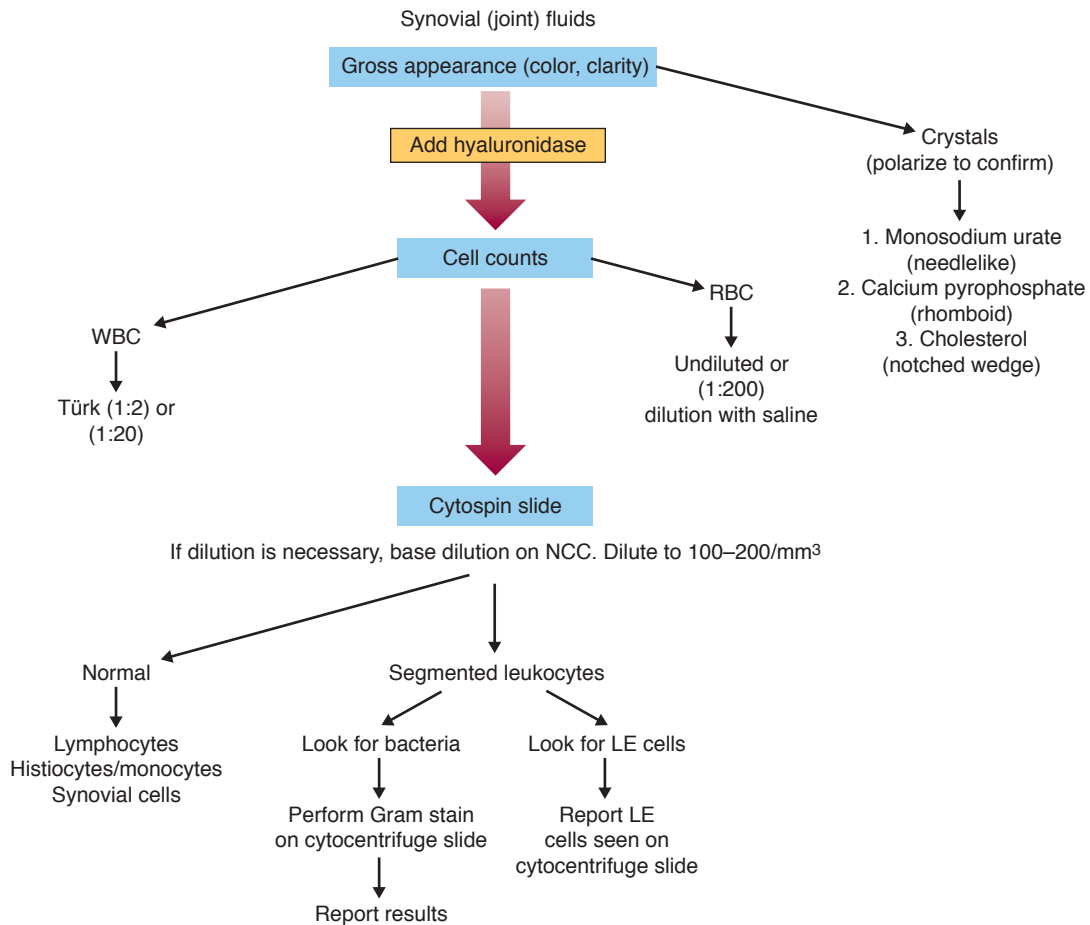 Synovial (joint) fluids
Gross appearance (color, clarity)
Add hyaluronidase
Crystals
(polarize to confirm)
1. Monosodium urate
(needlelike)
2. Calcium pyrophosphate
(rhomboid)
3. Cholesterol
(notched wedge)
Cell counts
WBC
Türk (1:2) or
(1:20)
RBC
Undiluted or
(1:200)
dilution with saline
Cytospin slide
If dilution is necessary, base dilution on NCC. Dilute to 100–200/mm³
Normal
Lymphocytes
Histiocytes/monocytes
Synovial cells
Segmented leukocytes
Look for bacteria
Perform Gram stain
on cytocentrifuge slide
Report results
Look for LE cells
Report LE
cells seen on
cytocentrifuge slide